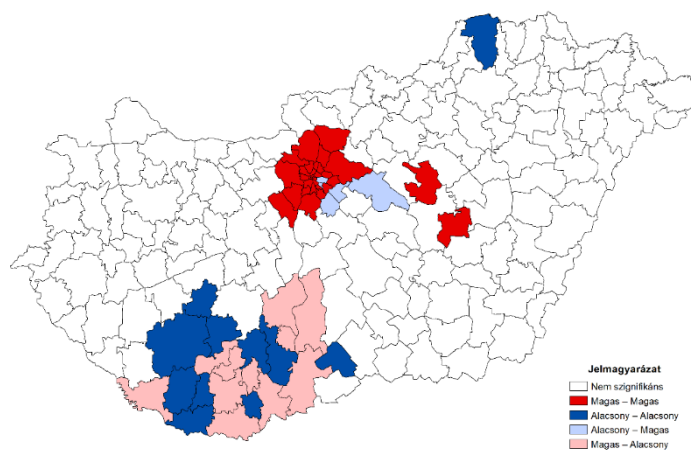 Jelmagyarázat
Nem szignifikáns
Magas – Magas
Alacsony – Alacsony
Alacsony – Magas
Magas – Alacsony